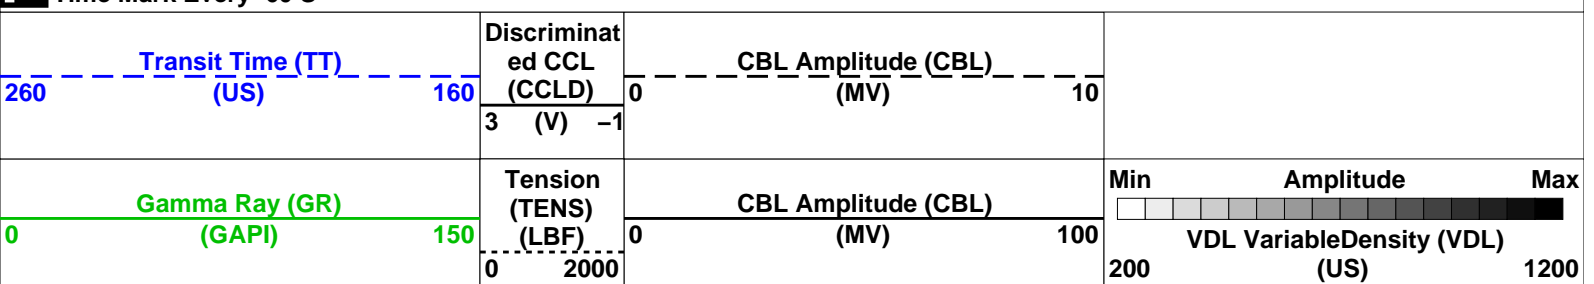 Time Mark Every 60 S
Transit Time (TT)
260 (US) 160
Discriminat
ed CCL
(CCLD)
3 (V) −1
CBL Amplitude (CBL)
0 (MV) 10
Gamma Ray (GR)
0 (GAPI) 150
Tension
(TENS)
(LBF)
0 2000
CBL Amplitude (CBL)
0 (MV) 100
Min Amplitude Max
VDL VariableDensity (VDL)
200 (US) 1200